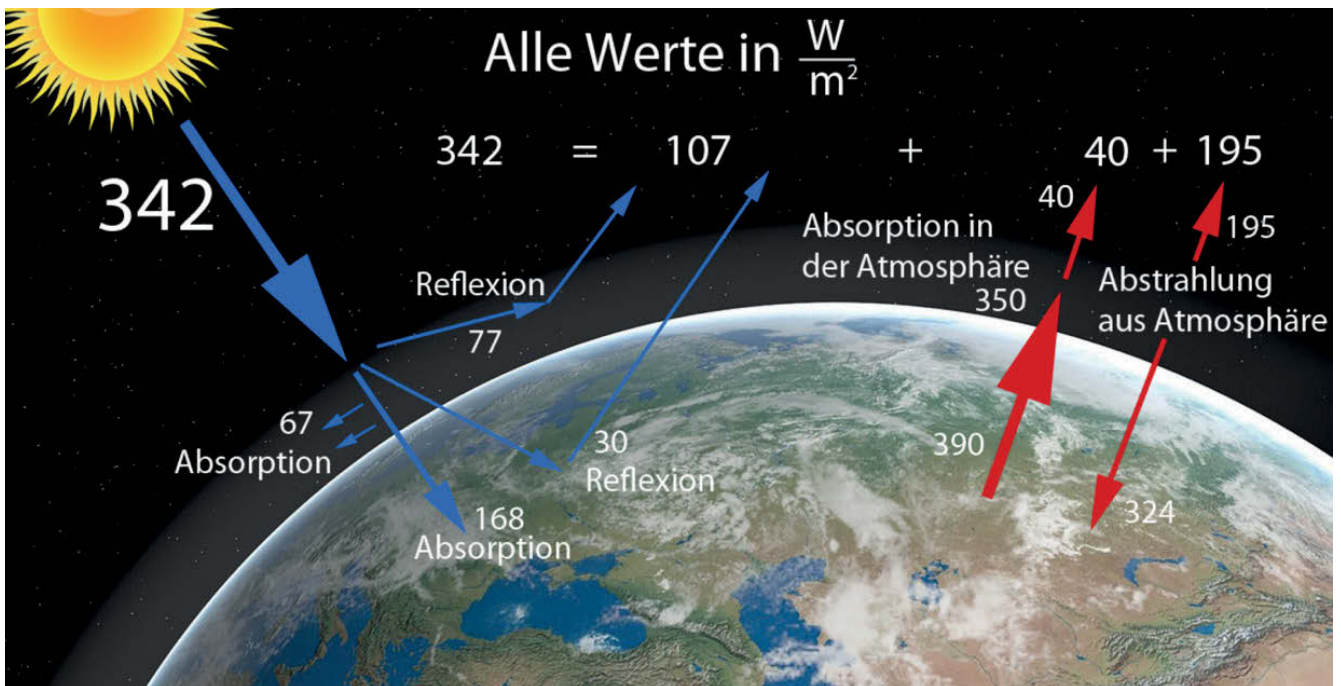 Alle Werte in W/m²
342 = 107 + 40 + 195
342
40
Absorption in
der Atmosphäre
350
195
Reflexion
77
Abstrahlung
aus Atmosphäre
67
Absorption
30
Reflexion
390
168
Absorption
324